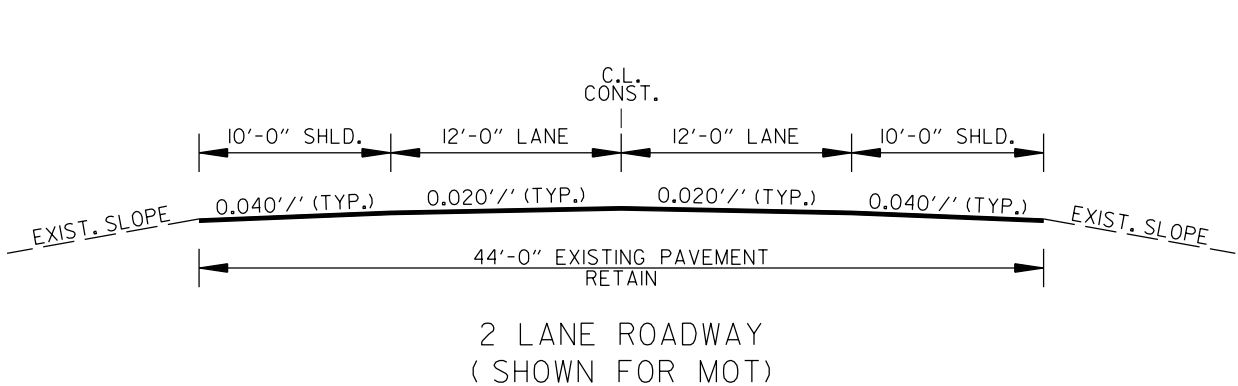 C.L.
CONST.
10'-0" SHLD.
12'-0" LANE
12'-0" LANE
10'-0" SHLD.
EXIST. SLOPE
0.040'/' (TYP.)
0.020'/' (TYP.)
0.020'/' (TYP.)
0.040'/' (TYP.)
EXIST. SLOPE
44'-0" EXISTING PAVEMENT
RETAIN
2 LANE ROADWAY
(SHOWN FOR MOT)